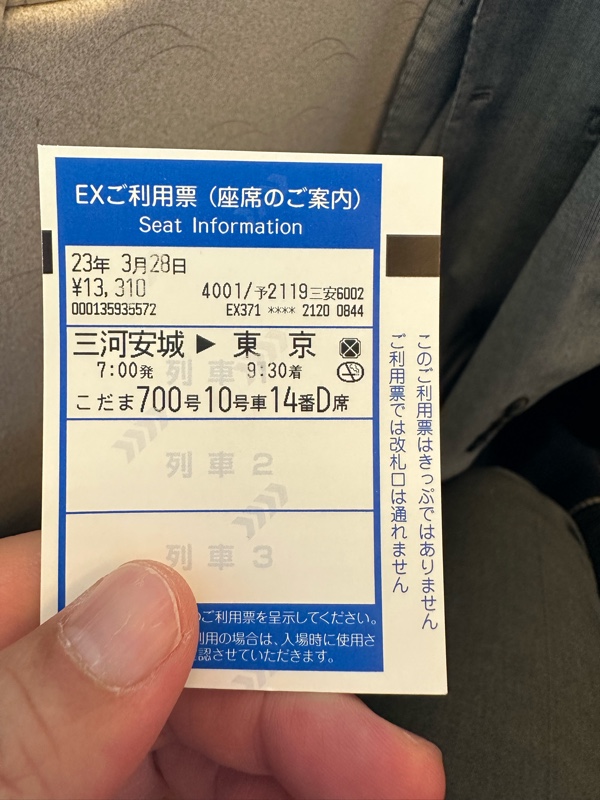 EXご利用票（座席のご案内）
Seat Information
23年 3月28日
¥13,310
4001/予2119三安6002
000135935572
EX371 **** 2120 0844
三河安城 ▶ 東 京
7:00発 9:30着
列車1
こだま700号10号車14番D席
列車2
列車3
ご利用票を呈示してください。
利用の場合は、入場時に使用さ
認させていただきます。
このご利用票はきっぷではありません
ご利用票では改札口は通れません